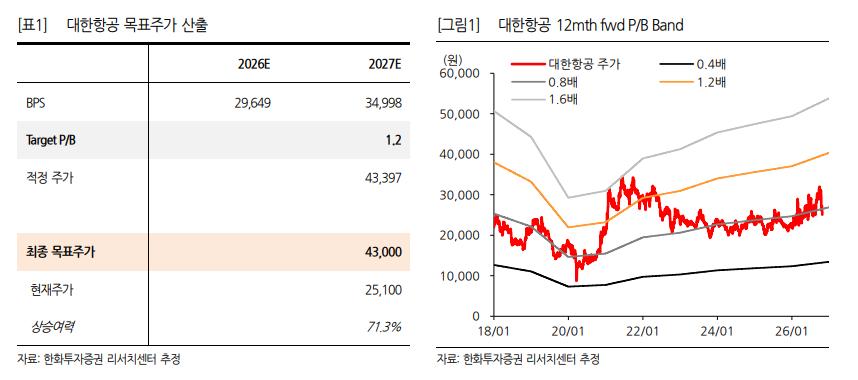 [표1] 대한항공 목표주가 산출
2026E 2027E
BPS 29,649 34,998
Target P/B 1.2
적정 주가 43,397
최종 목표주가 43,000
현재주가 25,100
상승여력 71.3%
자료: 한화투자증권 리서치센터 추정
[그림1] 대한항공 12mth fwd P/B Band
(원)
대한항공 주가 0.4배
0.8배 1.2배
1.6배
60,000
50,000
40,000
30,000
20,000
10,000
0
18/01 20/01 22/01 24/01 26/01
자료: 한화투자증권 리서치센터 추정